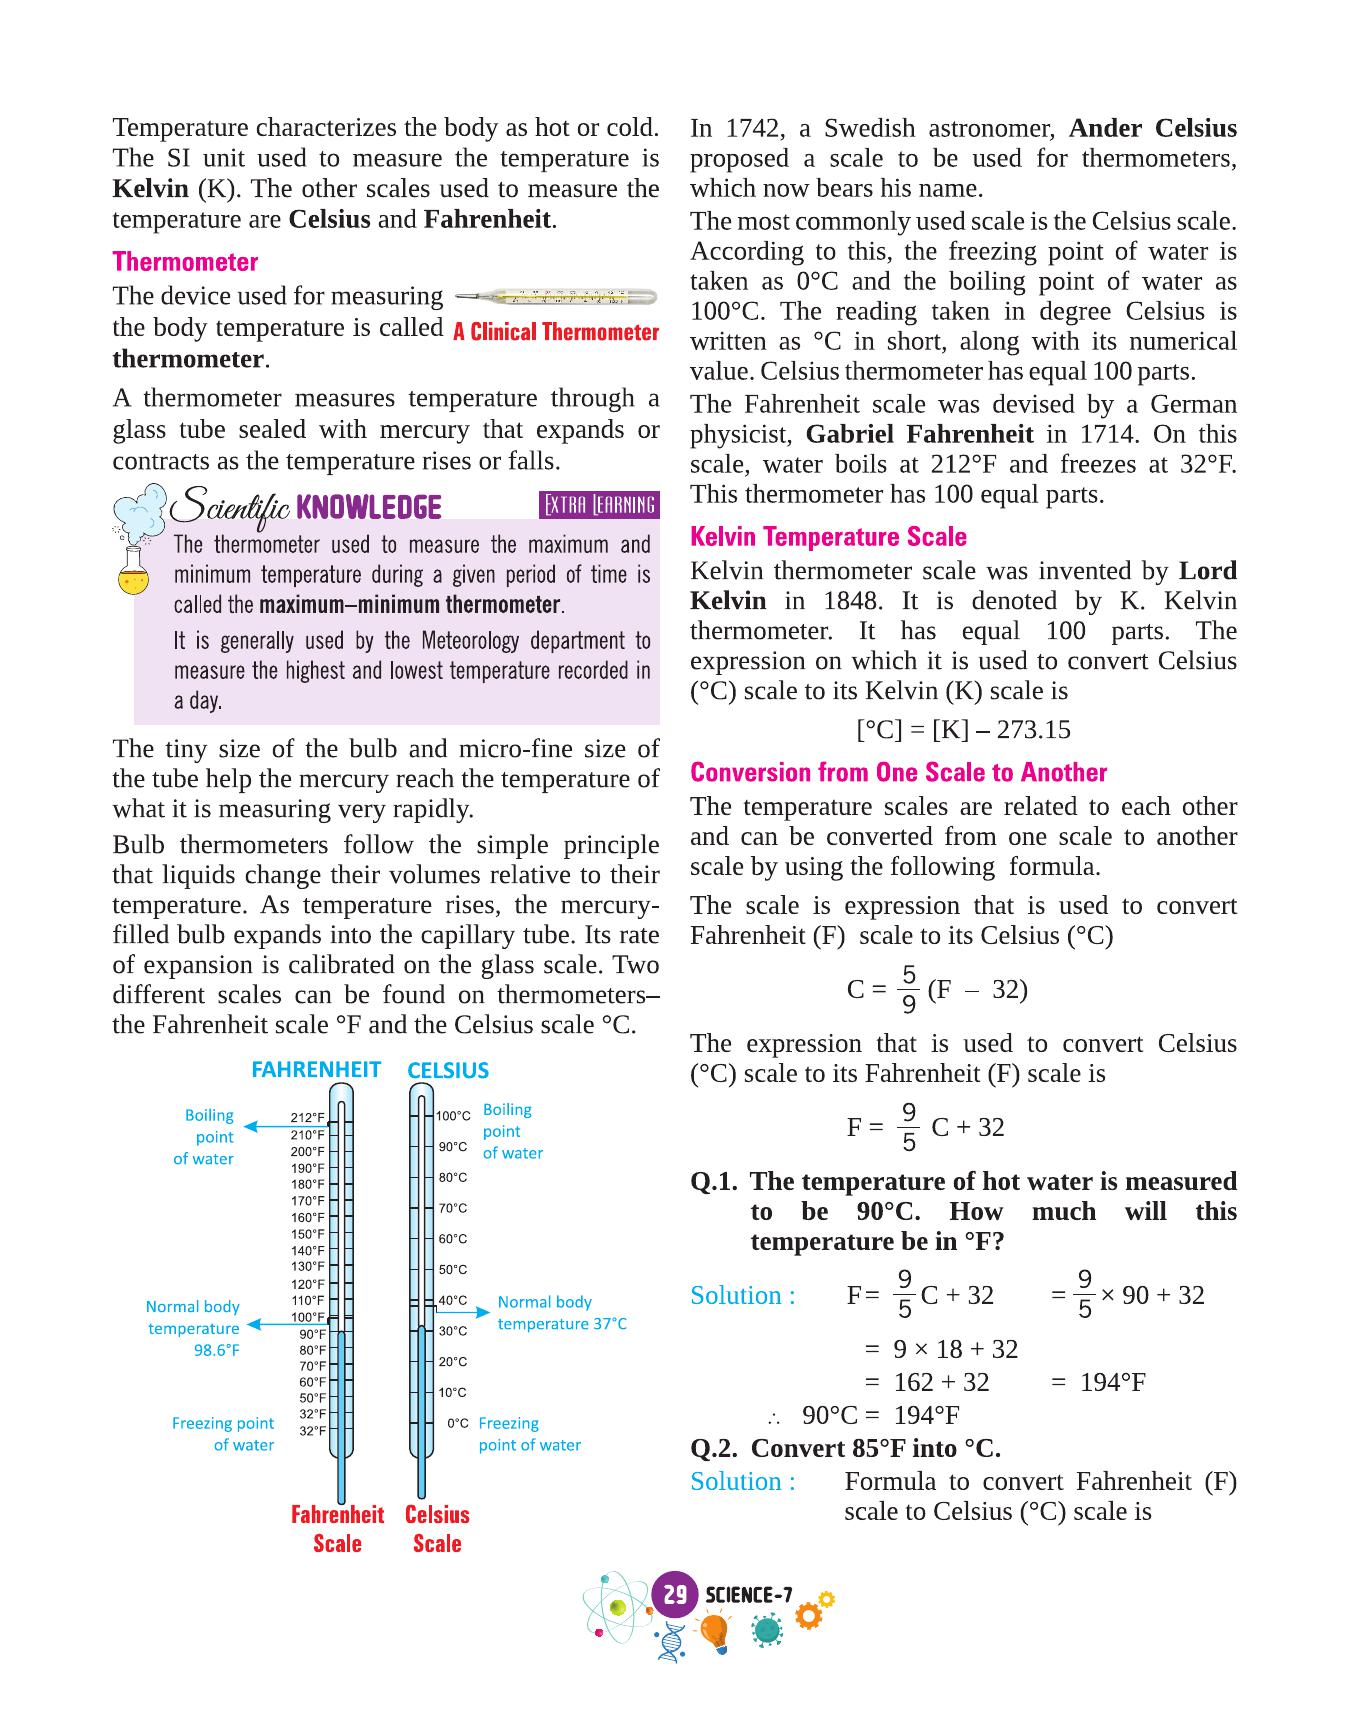 Temperature characterizes the body as hot or cold.
The SI unit used to measure the temperature is
Kelvin (K). The other scales used to measure the
temperature are Celsius and Fahrenheit.
Thermometer
The device used for measuring
the body temperature is called
thermometer.
A Clinical Thermometer
A thermometer measures temperature through a
glass tube sealed with mercury that expands or
contracts as the temperature rises or falls.
Scientific KNOWLEDGE
EXTRA LEARNING
The thermometer used to measure the maximum and
minimum temperature during a given period of time is
called the maximum–minimum thermometer.
It is generally used by the Meteorology department to
measure the highest and lowest temperature recorded in
a day.
The tiny size of the bulb and micro-fine size of
the tube help the mercury reach the temperature of
what it is measuring very rapidly.
Bulb thermometers follow the simple principle
that liquids change their volumes relative to their
temperature. As temperature rises, the mercury-
filled bulb expands into the capillary tube. Its rate
of expansion is calibrated on the glass scale. Two
different scales can be found on thermometers–
the Fahrenheit scale °F and the Celsius scale °C.
FAHRENHEIT
Boiling
point
of water
Normal body
temperature
98.6°F
Freezing point
of water
212°F
210°F
200°F
190°F
180°F
170°F
160°F
150°F
140°F
130°F
120°F
110°F
100°F
90°F
80°F
70°F
60°F
50°F
32°F
32°F
Fahrenheit
Scale
CELSIUS
100°C
90°C
80°C
70°C
60°C
50°C
40°C
30°C
20°C
10°C
0°C
Boiling
point
of water
Normal body
temperature 37°C
Freezing
point of water
Celsius
Scale
In 1742, a Swedish astronomer, Ander Celsius
proposed a scale to be used for thermometers,
which now bears his name.
The most commonly used scale is the Celsius scale.
According to this, the freezing point of water is
taken as 0°C and the boiling point of water as
100°C. The reading taken in degree Celsius is
written as °C in short, along with its numerical
value. Celsius thermometer has equal 100 parts.
The Fahrenheit scale was devised by a German
physicist, Gabriel Fahrenheit in 1714. On this
scale, water boils at 212°F and freezes at 32°F.
This thermometer has 100 equal parts.
Kelvin Temperature Scale
Kelvin thermometer scale was invented by Lord
Kelvin in 1848. It is denoted by K. Kelvin
thermometer. It has equal 100 parts. The
expression on which it is used to convert Celsius
(°C) scale to its Kelvin (K) scale is
[°C] = [K] – 273.15
Conversion from One Scale to Another
The temperature scales are related to each other
and can be converted from one scale to another
scale by using the following formula.
The scale is expression that is used to convert
Fahrenheit (F) scale to its Celsius (°C)
C = 5/9 (F – 32)
The expression that is used to convert Celsius
(°C) scale to its Fahrenheit (F) scale is
F = 9/5 C + 32
Q.1. The temperature of hot water is measured
to be 90°C. How much will this
temperature be in °F?
Solution : F = 9/5 C + 32 = 9/5 × 90 + 32
= 9 × 18 + 32
= 162 + 32 = 194°F
∴ 90°C = 194°F
Q.2. Convert 85°F into °C.
Solution : Formula to convert Fahrenheit (F)
scale to Celsius (°C) scale is
29 SCIENCE-7